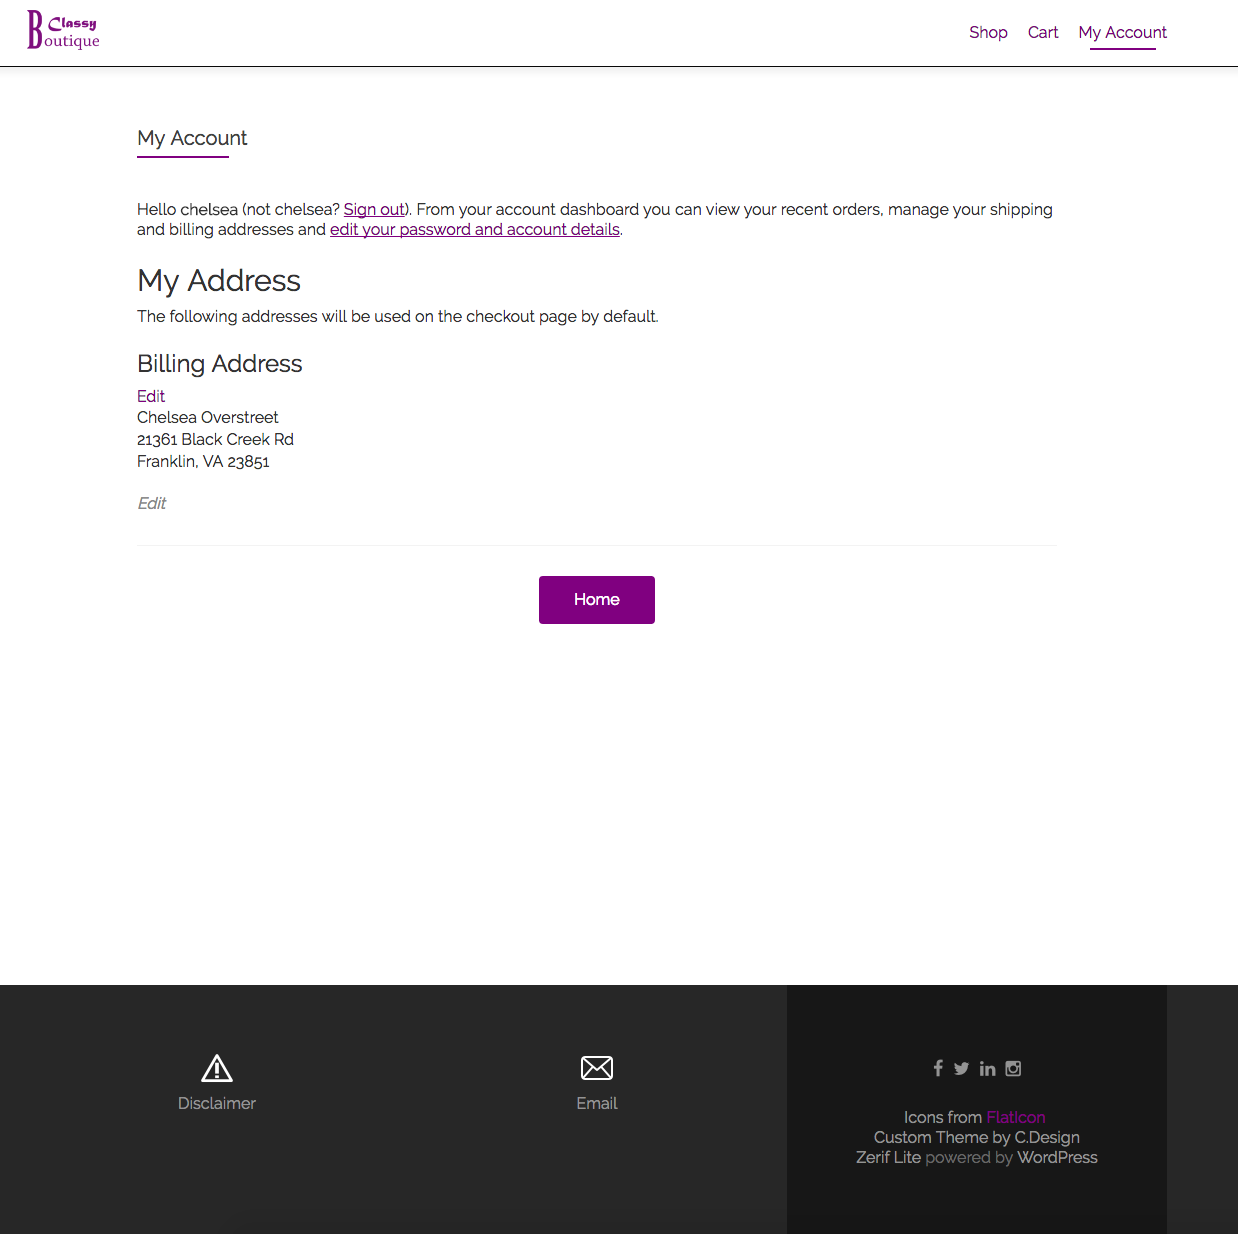 Classy
Boutique
Shop Cart My Account
My Account
Hello chelsea (not chelsea? Sign out). From your account dashboard you can view your recent orders, manage your shipping
and billing addresses and edit your password and account details.
My Address
The following addresses will be used on the checkout page by default.
Billing Address
Edit
Chelsea Overstreet
21361 Black Creek Rd
Franklin, VA 23851
Edit
Home
Disclaimer
Email
Icons from FlatIcon
Custom Theme by C.Design
Zerif Lite powered by WordPress